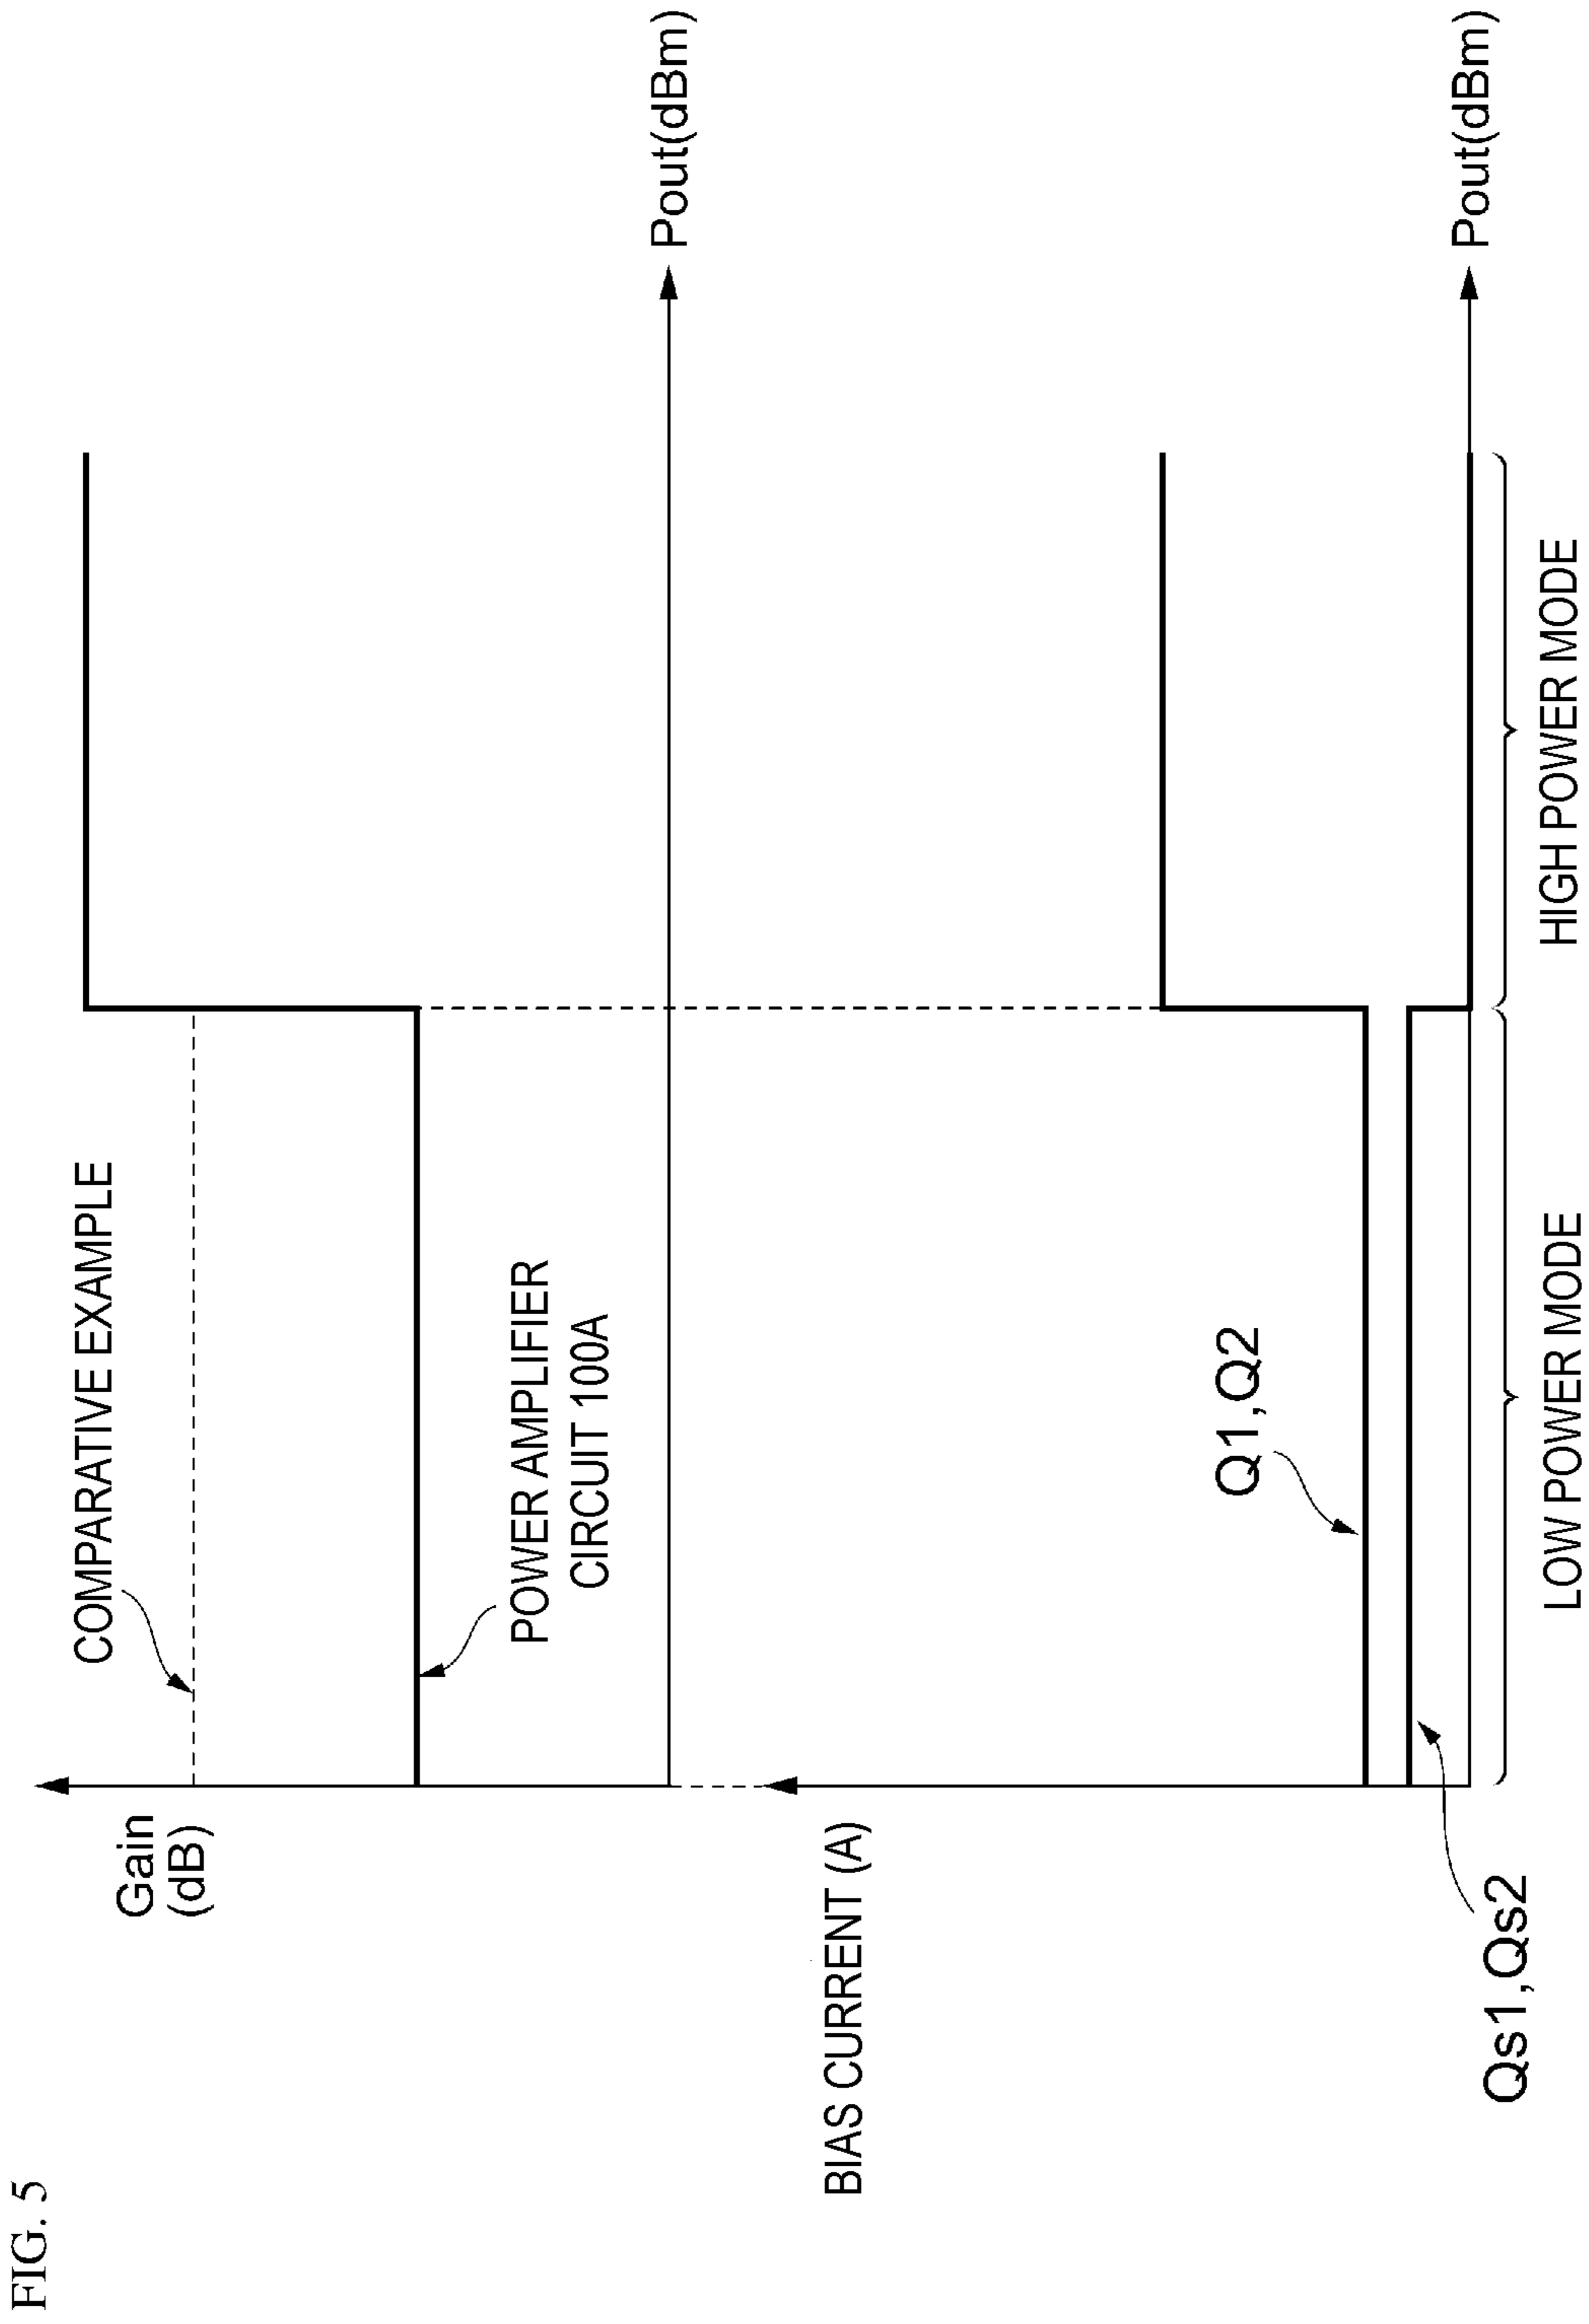 FIG. 5
Gain
(dB)
COMPARATIVE EXAMPLE
POWER AMPLIFIER
CIRCUIT 100A
Pout(dBm)
BIAS CURRENT (A)
Q1,Q2
Qs1,Qs2
Pout(dBm)
LOW POWER MODE
HIGH POWER MODE